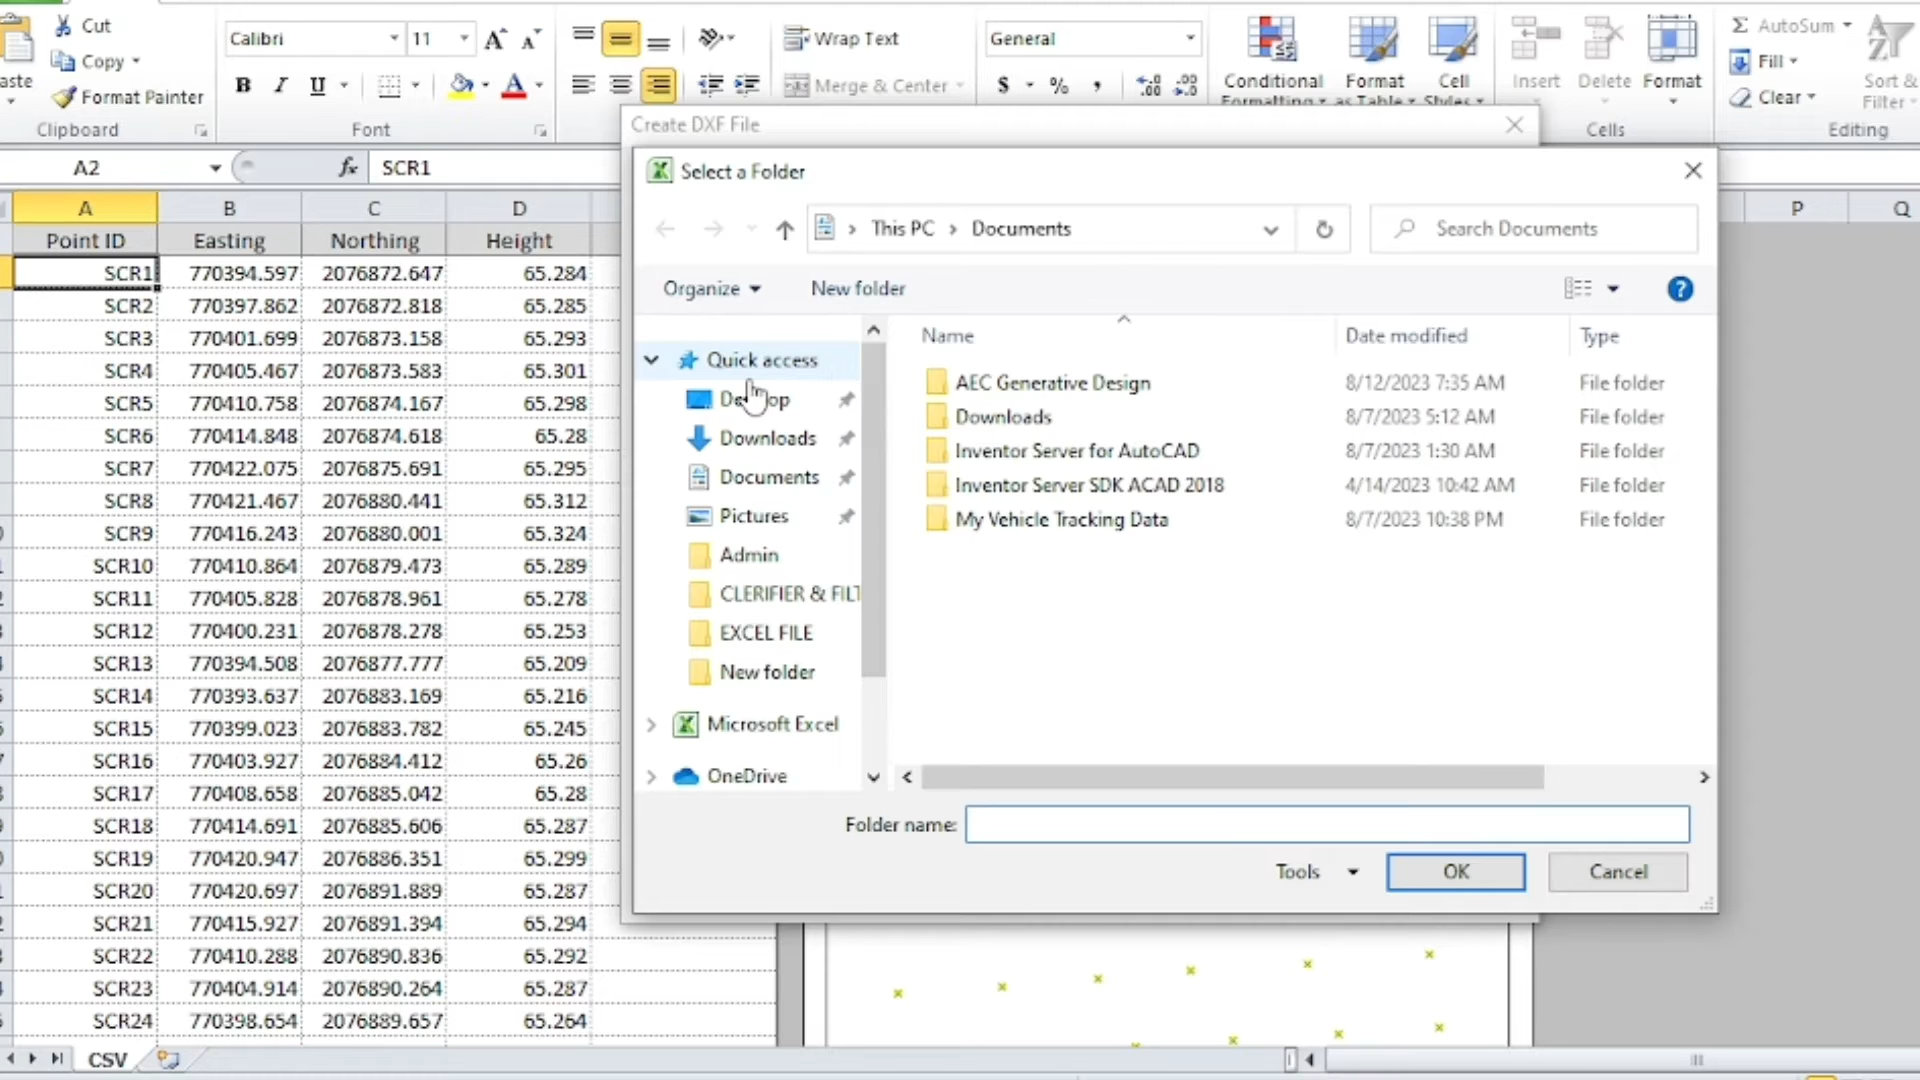 Cut
Calibri
11
Wrap Text
General
AutoSum
Copy
Fill
Format Painter
B I U
Merge & Center
$ % ,
Conditional
Format
Cell
Insert
Delete
Format
Sort &
Formatting
as Table
Styles
Clear
Filter
Clipboard
Font
Create DXF File
Cells
Editing
A2
fx
SCR1
Select a Folder
A B C D P Q
This PC > Documents
Search Documents
Point ID Easting Northing Height
SCR1 770394.597 2076872.647 65.284
SCR2 770397.862 2076872.818 65.285
SCR3 770401.699 2076873.158 65.293
SCR4 770405.467 2076873.583 65.301
SCR5 770410.758 2076874.167 65.298
SCR6 770414.848 2076874.618 65.28
SCR7 770422.075 2076875.691 65.295
SCR8 770421.467 2076880.441 65.312
SCR9 770416.243 2076880.001 65.324
SCR10 770410.864 2076879.473 65.289
SCR11 770405.828 2076878.961 65.278
SCR12 770400.231 2076878.278 65.253
SCR13 770394.508 2076877.777 65.209
SCR14 770393.637 2076883.169 65.216
SCR15 770399.023 2076883.782 65.245
SCR16 770403.927 2076884.412 65.26
SCR17 770408.658 2076885.042 65.28
SCR18 770414.691 2076885.606 65.287
SCR19 770420.947 2076886.351 65.299
SCR20 770420.697 2076891.889 65.287
SCR21 770415.927 2076891.394 65.294
SCR22 770410.288 2076890.836 65.292
SCR23 770404.914 2076890.264 65.287
SCR24 770398.654 2076889.657 65.264
Organize
New folder
?
Quick access
Downloads
Documents
Pictures
Admin
CLERIFIER & FILT
EXCEL FILE
New folder
Microsoft Excel
OneDrive
Name Date modified Type
AEC Generative Design 8/12/2023 7:35 AM File folder
Downloads 8/7/2023 5:12 AM File folder
Inventor Server for AutoCAD 8/7/2023 1:30 AM File folder
Inventor Server SDK ACAD 2018 4/14/2023 10:42 AM File folder
My Vehicle Tracking Data 8/7/2023 10:38 PM File folder
Folder name:
Tools
OK
Cancel
CSV